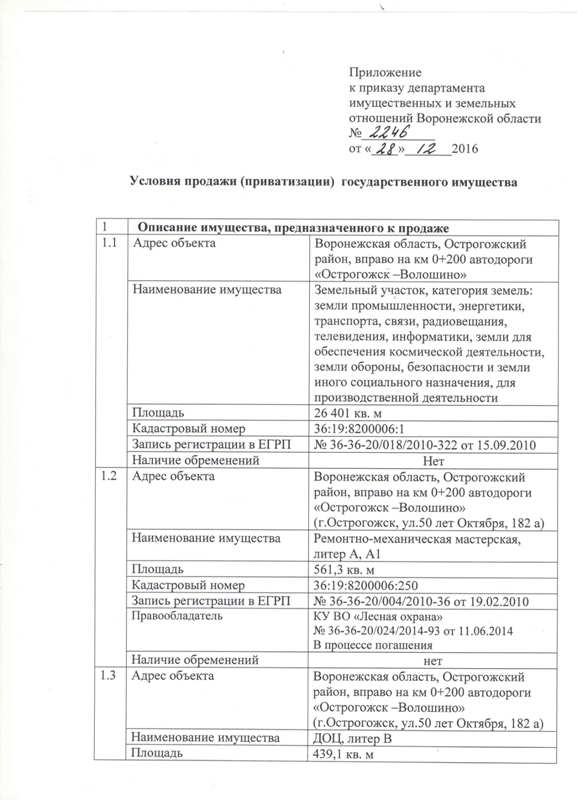 Приложение
к приказу департамента
имущественных и земельных
отношений Воронежской области
№ 2246
от «28» 12 2016
Условия продажи (приватизации) государственного имущества
1 Описание имущества, предназначенного к продаже
1.1 Адрес объекта Воронежская область, Острогожский
район, вправо на км 0+200 автодороги
«Острогожск –Волошино»
Наименование имущества Земельный участок, категория земель:
земли промышленности, энергетики,
транспорта, связи, радиовещания,
телевидения, информатики, земли для
обеспечения космической деятельности,
земли обороны, безопасности и земли
иного социального назначения, для
производственной деятельности
Площадь 26 401 кв. м
Кадастровый номер 36:19:8200006:1
Запись регистрации в ЕГРП № 36-36-20/018/2010-322 от 15.09.2010
Наличие обременений Нет
1.2 Адрес объекта Воронежская область, Острогожский
район, вправо на км 0+200 автодороги
«Острогожск –Волошино»
(г.Острогожск, ул.50 лет Октября, 182 а)
Наименование имущества Ремонтно-механическая мастерская,
литер А, А1
Площадь 561,3 кв. м
Кадастровый номер 36:19:8200006:250
Запись регистрации в ЕГРП № 36-36-20/004/2010-36 от 19.02.2010
Правообладатель КУ ВО «Лесная охрана»
№ 36-36-20/024/2014-93 от 11.06.2014
В процессе погашения
Наличие обременений нет
1.3 Адрес объекта Воронежская область, Острогожский
район, вправо на км 0+200 автодороги
«Острогожск –Волошино»
(г.Острогожск, ул.50 лет Октября, 182 а)
Наименование имущества ДОЦ, литер В
Площадь 439,1 кв. м